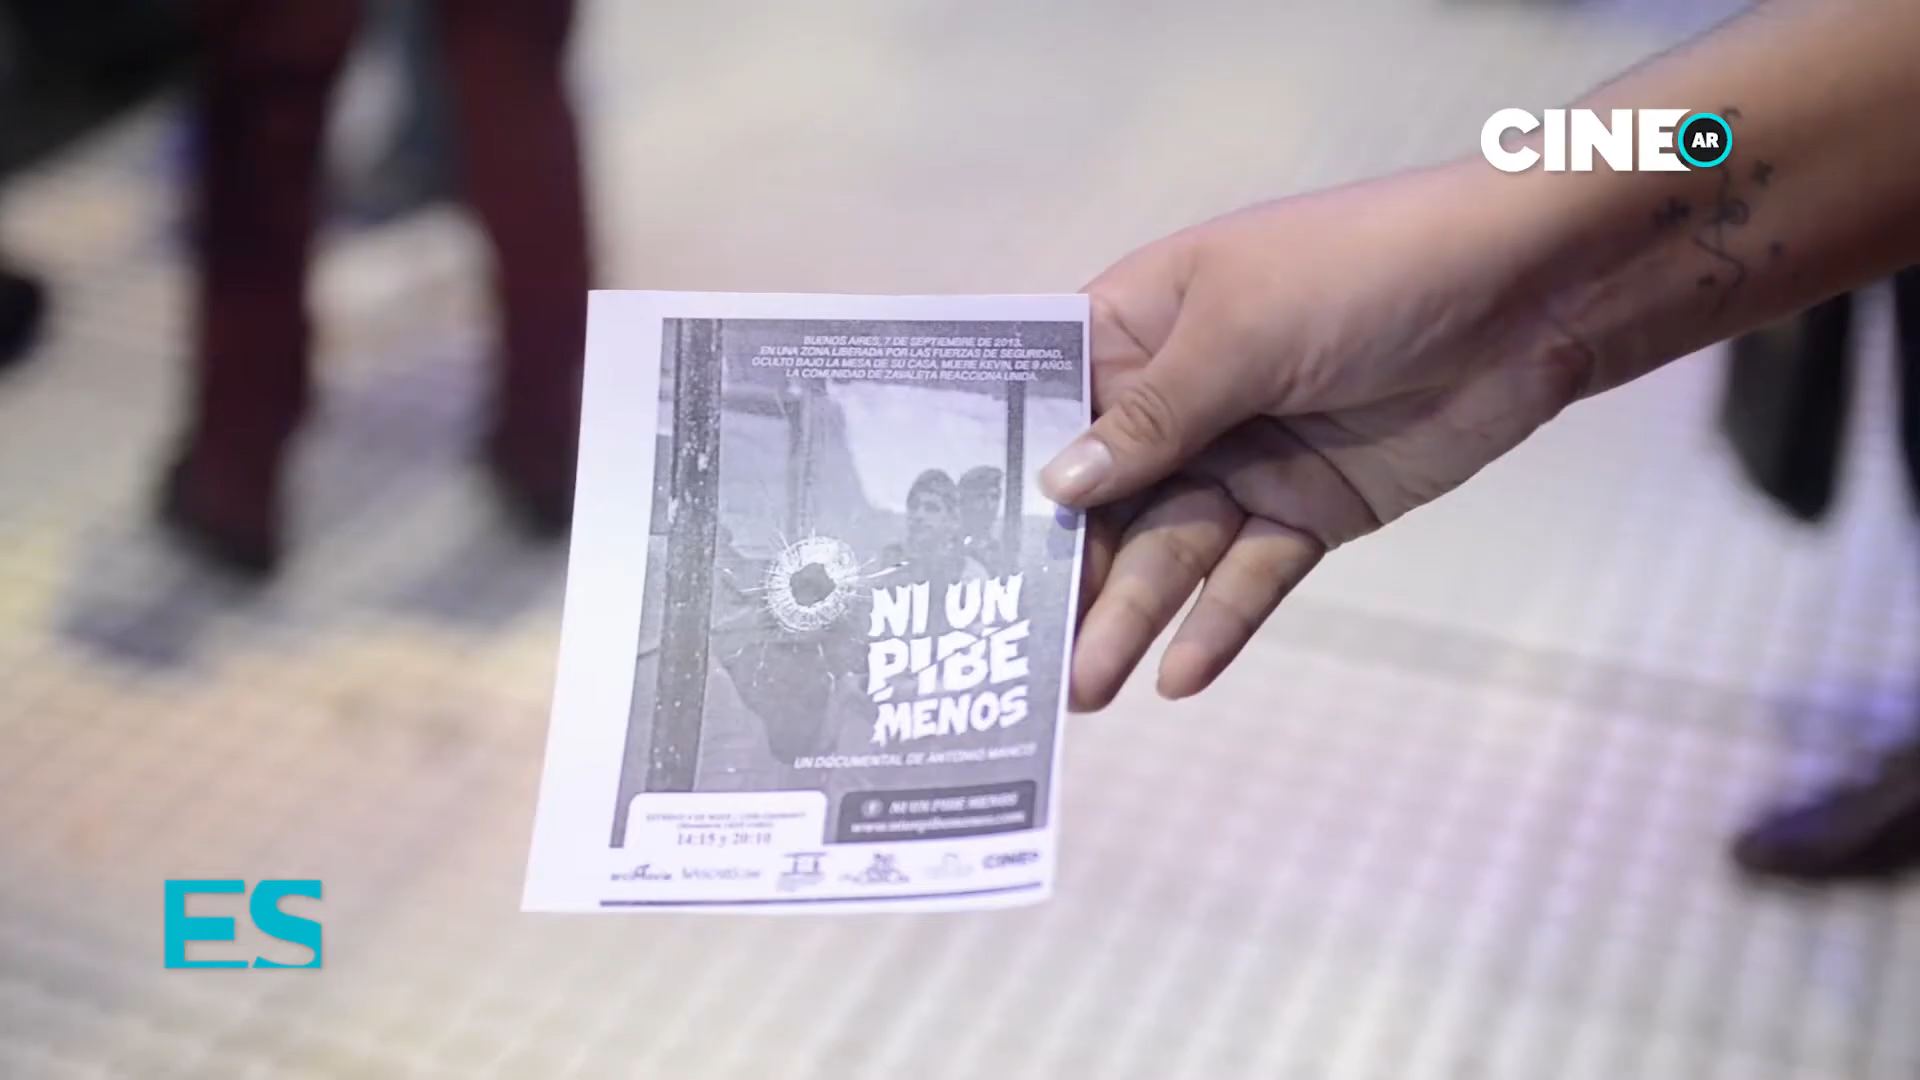 CINE AR
BUENOS AIRES, 7 DE SEPTIEMBRE DE 2013.
EN UNA ZONA LIBERADA POR LAS FUERZAS DE SEGURIDAD,
OCULTO BAJO LA MESA DE SU CASA, MUERE KEVIN, DE 9 AÑOS.
LA COMUNIDAD DE ZAVALETA REACCIONA UNIDA.
NI UN
PIBE
MENOS
UN DOCUMENTAL DE ANTONIO MANCO
NI UN PIBE MENOS
14:15 y 20:10
CINE
ES